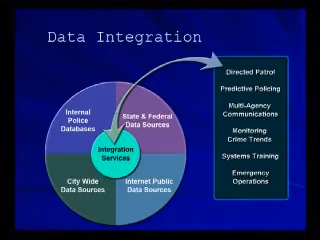 Data Integration
Internal
Police
Databases
State & Federal
Data Sources
Integration
Services
City Wide
Data Sources
Internet Public
Data Sources
Directed Patrol
Predictive Policing
Multi-Agency
Communications
Monitoring
Crime Trends
Systems Training
Emergency
Operations